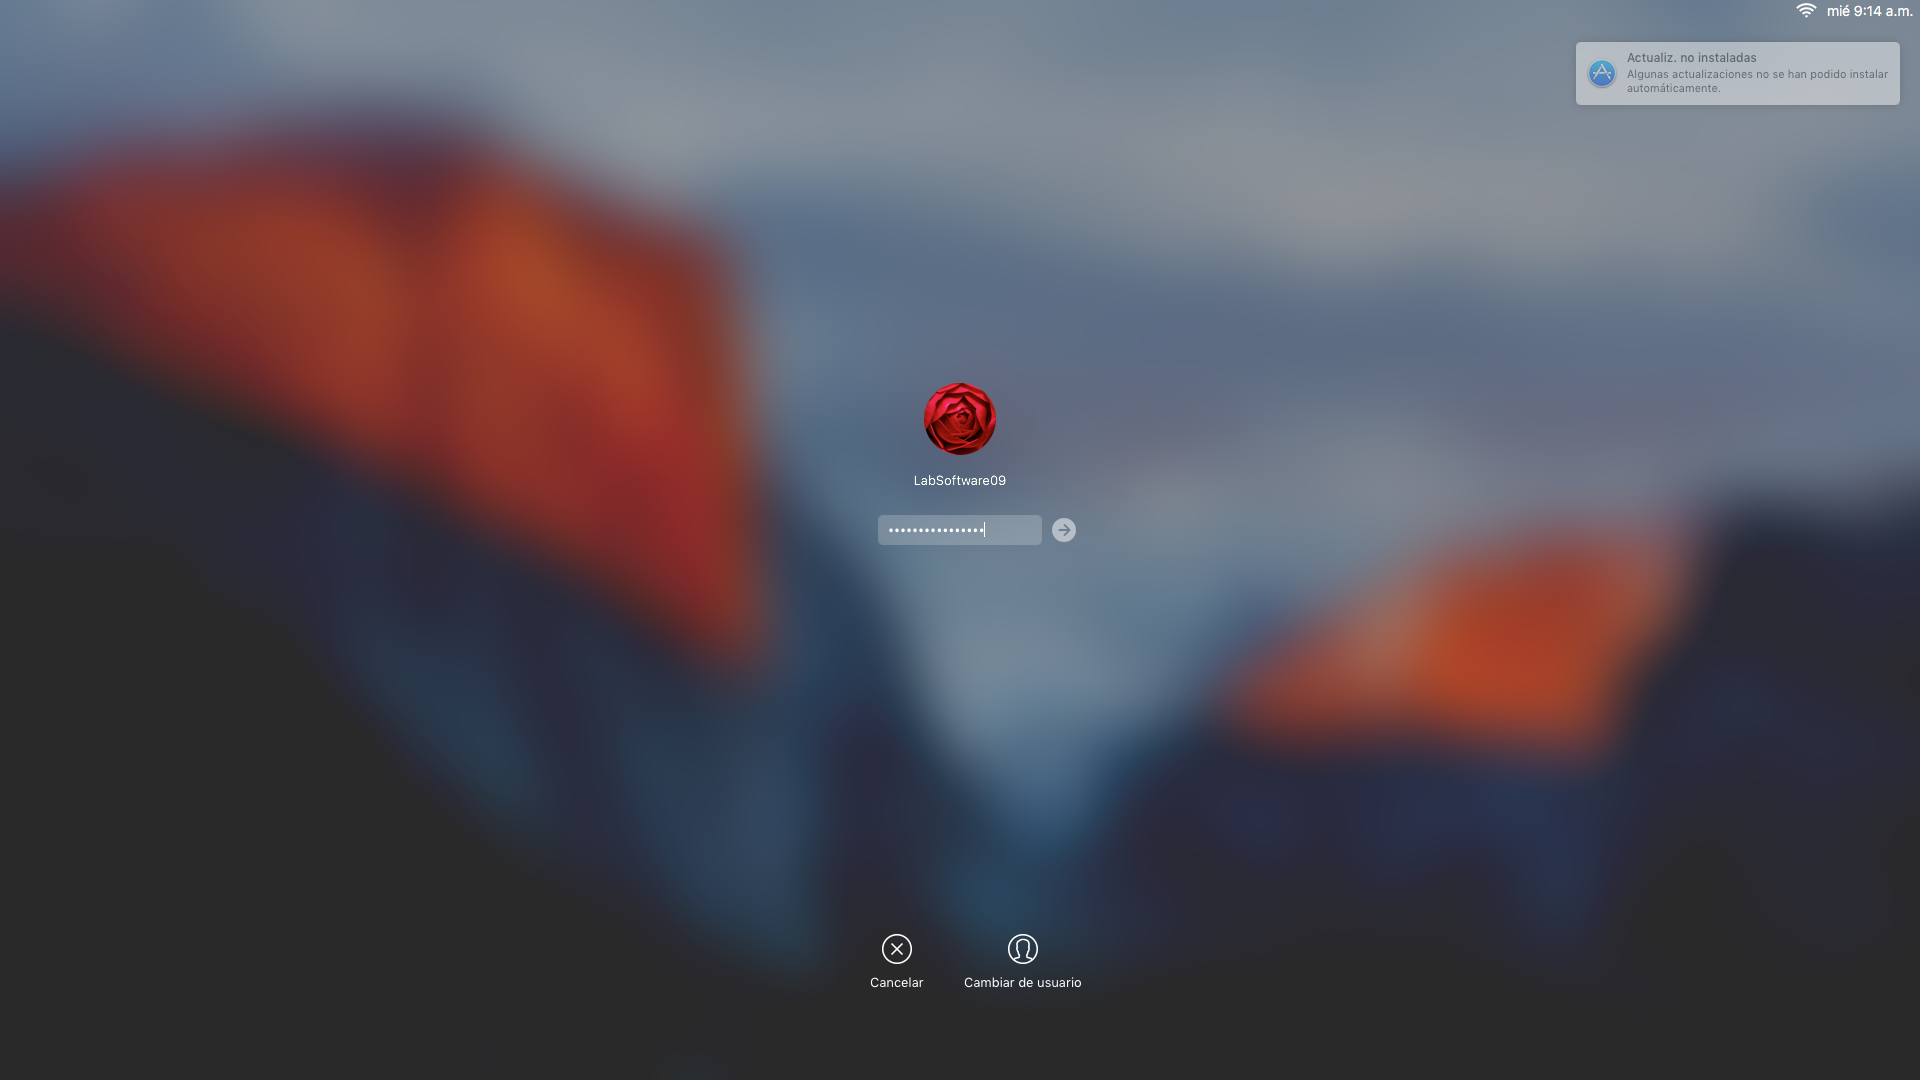 mié 9:14 a.m.
Actualiz. no instaladas
Algunas actualizaciones no se han podido instalar
automáticamente.
LabSoftware09
••••••••••••••••
Cancelar
Cambiar de usuario